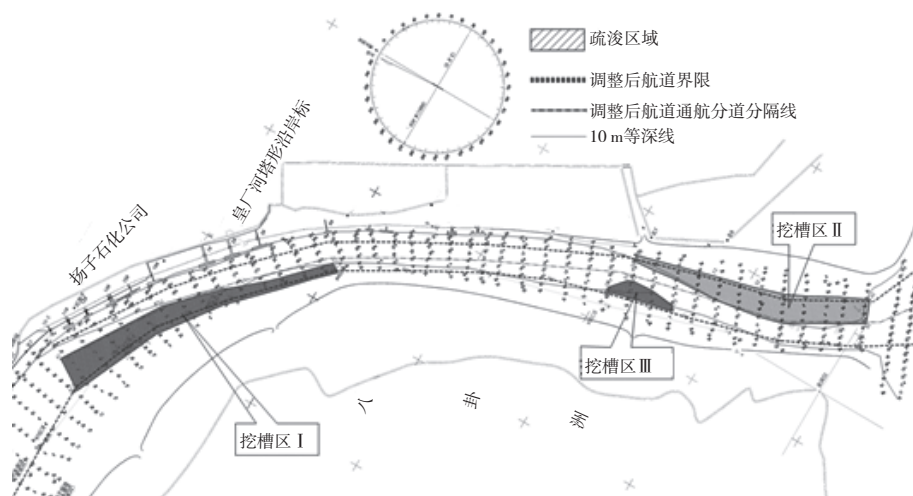 疏浚区域
调整后航道界限
调整后航道通航分道分隔线
10 m等深线
皇厂河塔形沿岸标
扬子石化公司
挖槽区Ⅱ
挖槽区Ⅲ
挖槽区Ⅰ
八卦洲